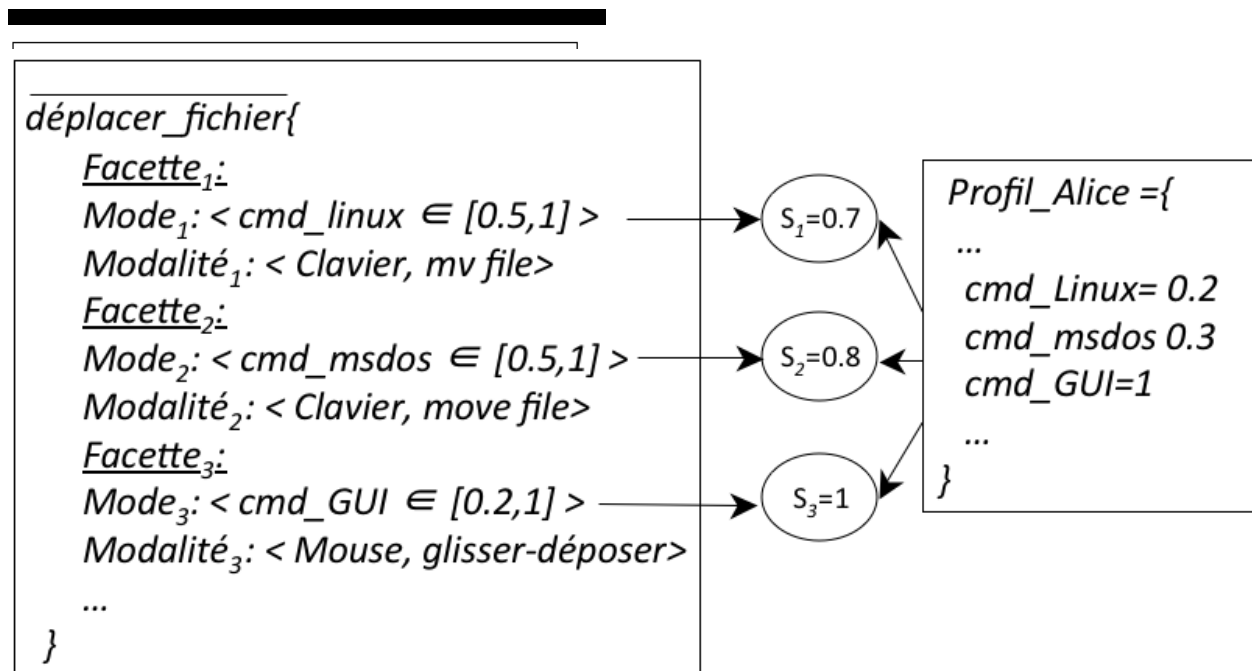 déplacer_fichier{
Facette1:
Mode1: < cmd_linux ∈ [0.5,1] >
Modalité1: < Clavier, mv file>
Facette2:
Mode2: < cmd_msdos ∈ [0.5,1] >
Modalité2: < Clavier, move file>
Facette3:
Mode3: < cmd_GUI ∈ [0.2,1] >
Modalité3: < Mouse, glisser-déposer>
...
}
S1=0.7
S2=0.8
S3=1
Profil_Alice ={
...
cmd_Linux= 0.2
cmd_msdos 0.3
cmd_GUI=1
...
}